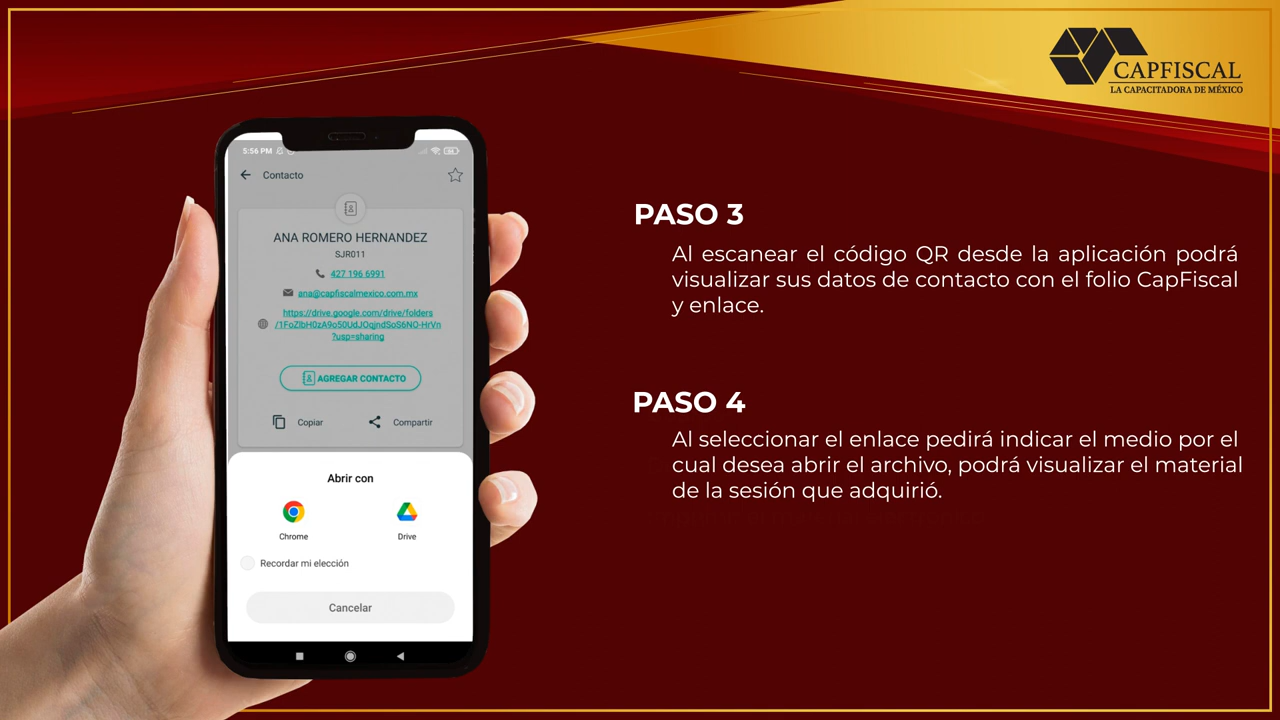 CAPFISCAL
LA CAPACITADORA DE MÉXICO
5:56 PM
Contacto
ANA ROMERO HERNANDEZ
SJR011
427 196 6991
ana@capfiscalmexico.com.mx
https://drive.google.com/drive/folders
/1FoZlbH0zA9o50UdJOqjndSoS6NO-HrVn
?usp=sharing
AGREGAR CONTACTO
Copiar Compartir
Abrir con
Chrome Drive
Recordar mi elección
Cancelar
PASO 3
Al escanear el código QR desde la aplicación podrá
visualizar sus datos de contacto con el folio CapFiscal
y enlace.
PASO 4
Al seleccionar el enlace pedirá indicar el medio por el
cual desea abrir el archivo, podrá visualizar el material
de la sesión que adquirió.